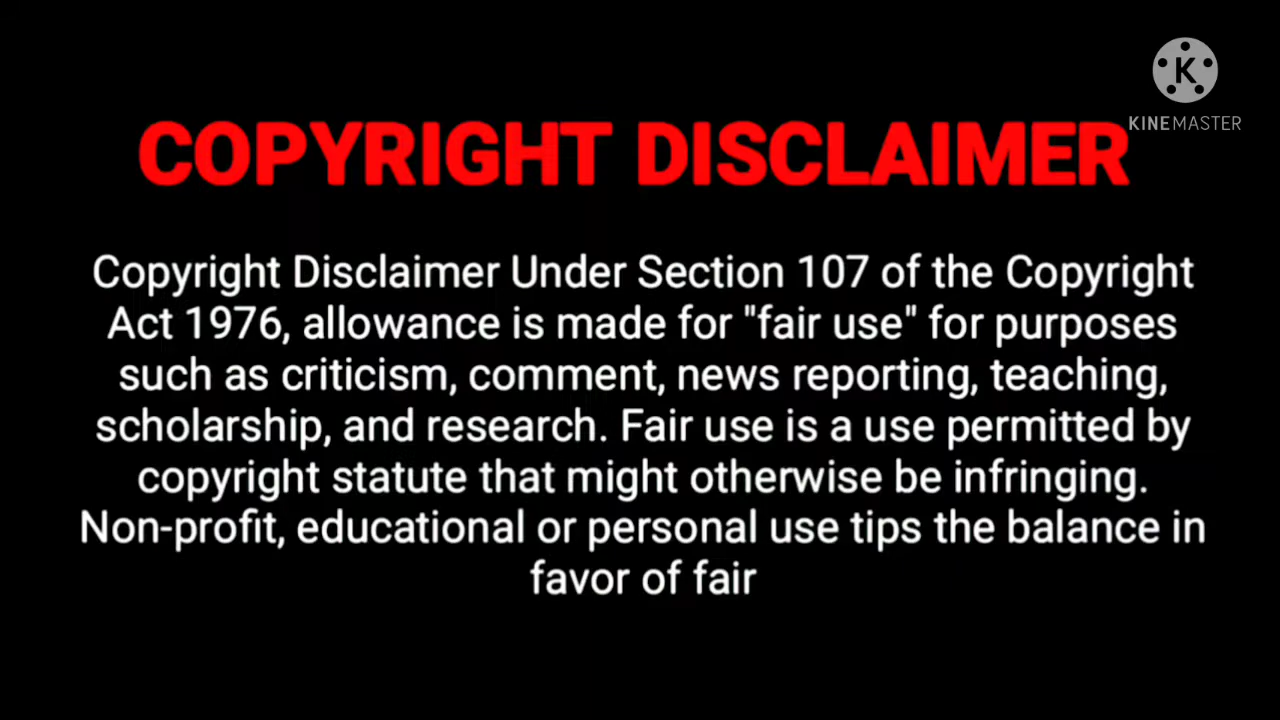 K
KINEMASTER
COPYRIGHT DISCLAIMER
Copyright Disclaimer Under Section 107 of the Copyright
Act 1976, allowance is made for "fair use" for purposes
such as criticism, comment, news reporting, teaching,
scholarship, and research. Fair use is a use permitted by
copyright statute that might otherwise be infringing.
Non-profit, educational or personal use tips the balance in
favor of fair